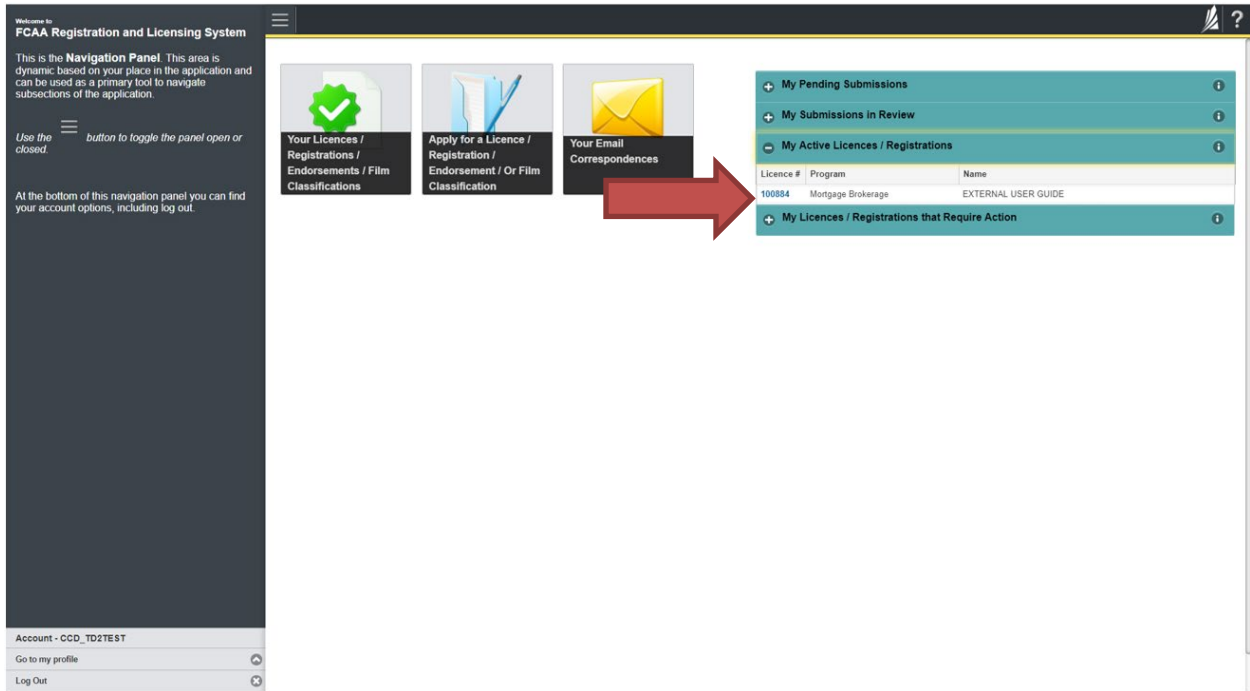 Welcome to
FCAA Registration and Licensing System
This is the Navigation Panel. This area is
dynamic based on your place in the application and
can be used as a primary tool to navigate
subsections of the application.
Use the button to toggle the panel open or
closed.
At the bottom of this navigation panel you can find
your account options, including log out.
Account - CCD_TD2TEST
Go to my profile
Log Out
?
Your Licences /
Registrations /
Endorsements / Film
Classifications
Apply for a Licence /
Registration /
Endorsement / Or Film
Classification
Your Email
Correspondences
My Pending Submissions
My Submissions in Review
My Active Licences / Registrations
Licence # Program Name
100884 Mortgage Brokerage EXTERNAL USER GUIDE
My Licences / Registrations that Require Action